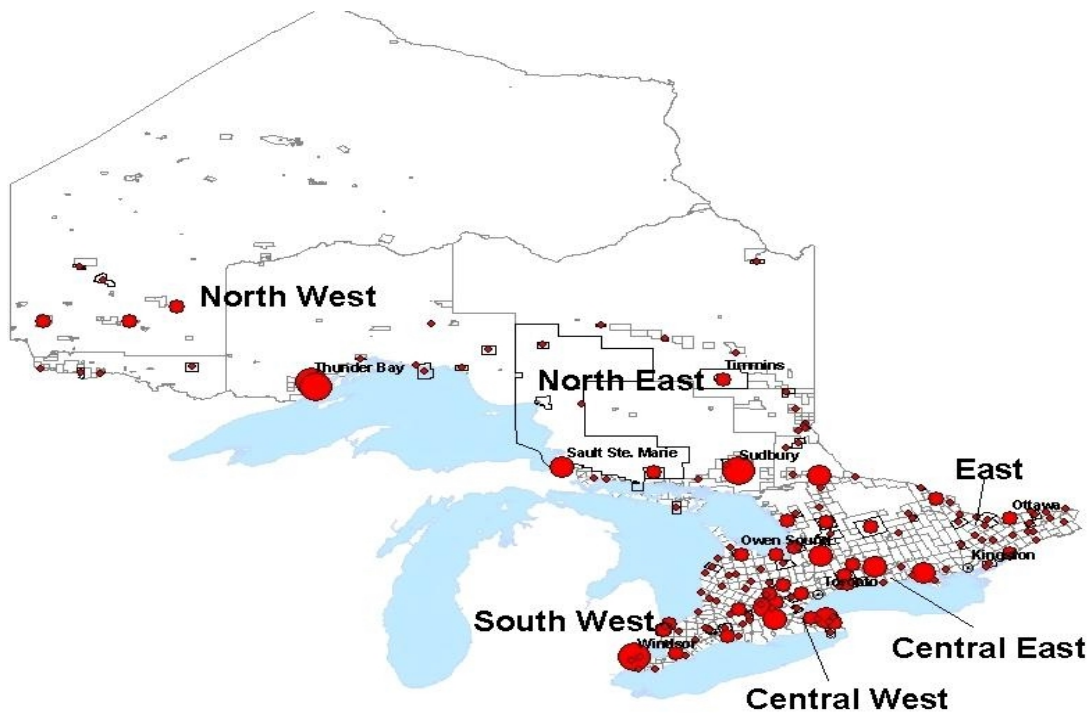 North West
Thunder Bay
Timmins
North East
Sault Ste. Marie
Sudbury
East
Ottawa
Owen Sound
Kingston
Toronto
South West
Windsor
Central East
Central West